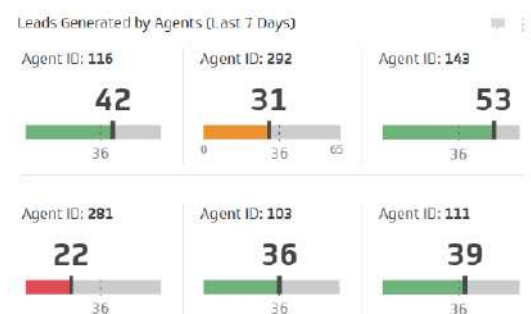 Leads Generated by Agents (Last 7 Days)
Agent ID: 116
Agent ID: 292
Agent ID: 143
42
31
53
36
0
36
65
36
Agent ID: 281
Agent ID: 103
Agent ID: 111
22
36
39
36
36
36